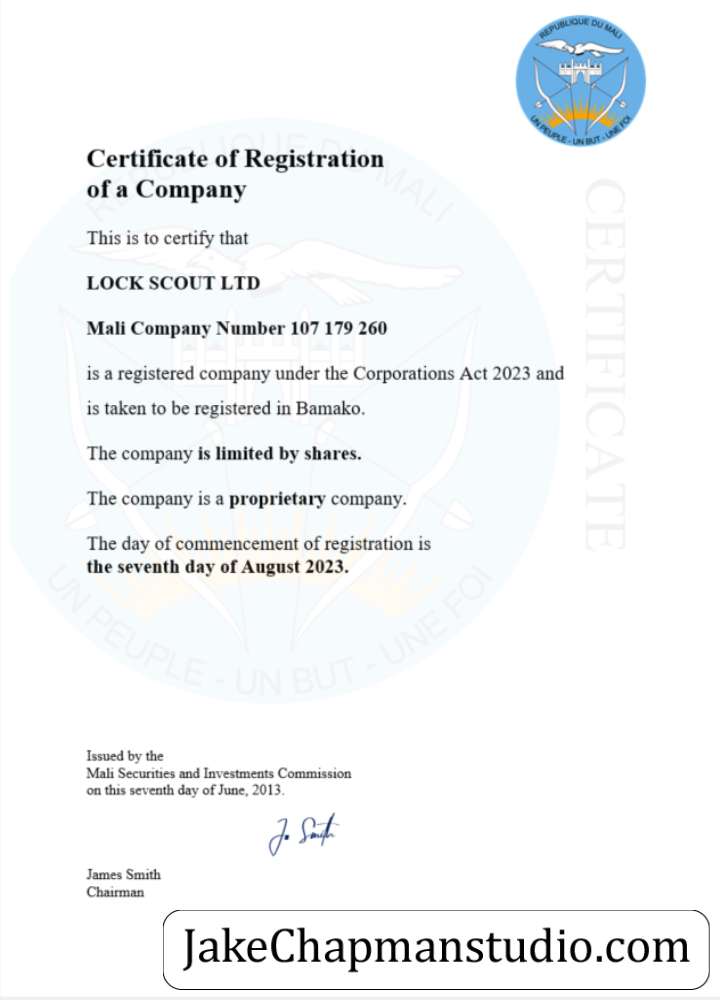 REPUBLIQUE DU MALI
UN PEUPLE - UN BUT - UNE FOI
REPUBLIQUE DU MALI
Certificate of Registration
of a Company
This is to certify that
LOCK SCOUT LTD
Mali Company Number 107 179 260
is a registered company under the Corporations Act 2023 and
is taken to be registered in Bamako.
The company is limited by shares.
The company is a proprietary company.
The day of commencement of registration is
the seventh day of August 2023.
CERTIFICATE
UN PEUPLE - UN BUT - UNE FOI
Issued by the
Mali Securities and Investments Commission
on this seventh day of June, 2013.
J. Smith
James Smith
Chairman
JakeChapmanstudio.com